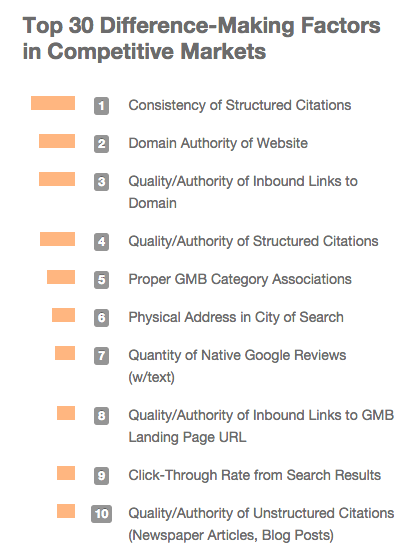 Top 30 Difference-Making Factors
in Competitive Markets
1 Consistency of Structured Citations
2 Domain Authority of Website
3 Quality/Authority of Inbound Links to
Domain
4 Quality/Authority of Structured Citations
5 Proper GMB Category Associations
6 Physical Address in City of Search
7 Quantity of Native Google Reviews
(w/text)
8 Quality/Authority of Inbound Links to GMB
Landing Page URL
9 Click-Through Rate from Search Results
10 Quality/Authority of Unstructured Citations
(Newspaper Articles, Blog Posts)